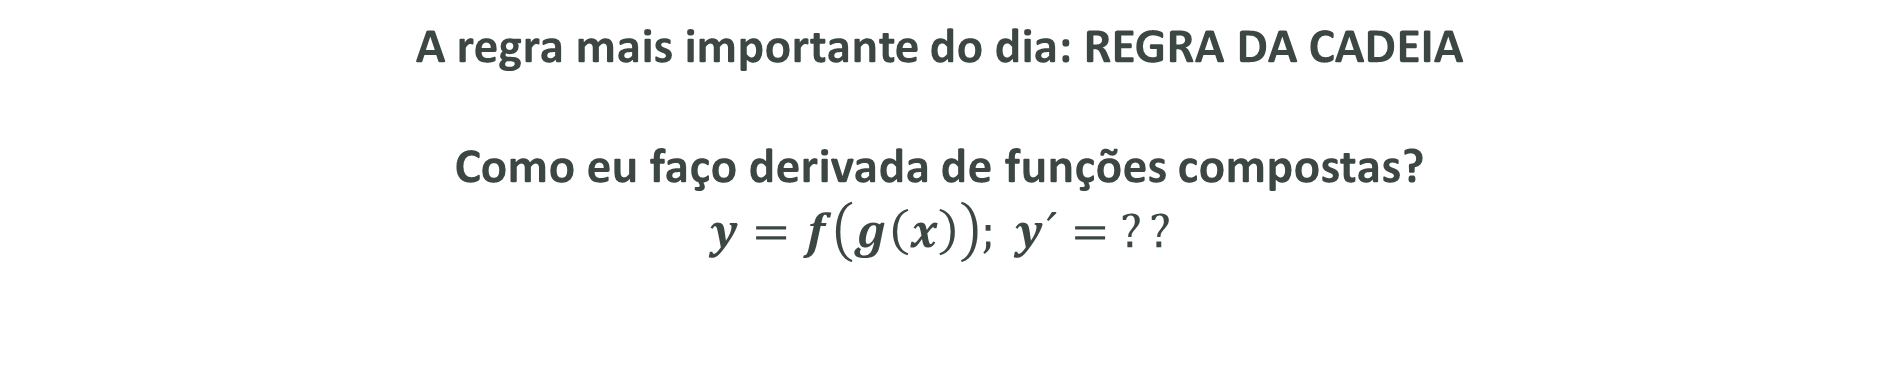 A regra mais importante do dia: REGRA DA CADEIA
Como eu faço derivada de funções compostas?
y = f(g(x)); y´ = ??